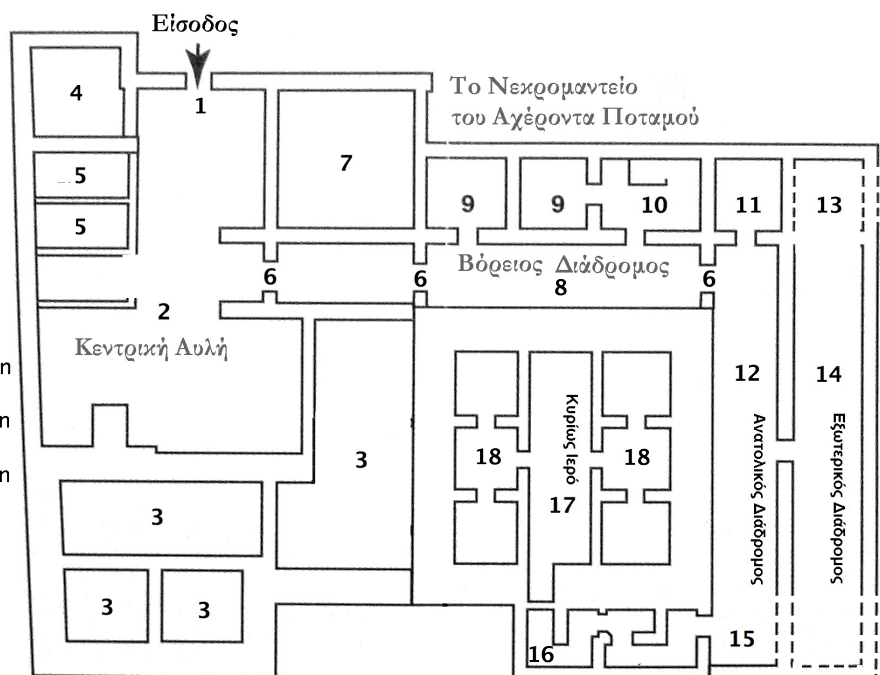 Είσοδος
Το Νεκρομαντείο
του Αχέροντα Ποταμού
1
4
7
5
5
9
9
10
11
13
6
6
6
Βόρειος Διάδρομος
8
2
Κεντρική Αυλή
12
14
η
η
η
3
18
Κυρίως Ιερό
17
18
Ανατολικός Διάδρομος
Εξωτερικός Διάδρομος
3
3
3
16
15